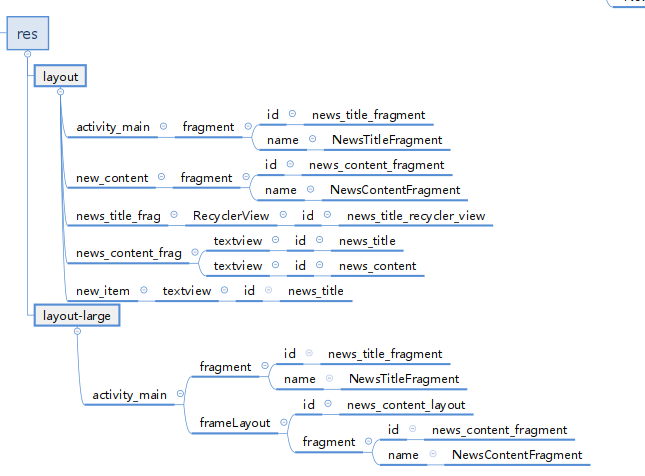 res
layout
activity_main fragment id news_title_fragment
name NewsTitleFragment
new_content fragment id news_content_fragment
name NewsContentFragment
news_title_frag RecyclerView id news_title_recycler_view
news_content_frag textview id news_title
textview id news_content
new_item textview id news_title
layout-large
activity_main fragment id news_title_fragment
name NewsTitleFragment
frameLayout id news_content_layout
fragment id news_content_fragment
name NewsContentFragment